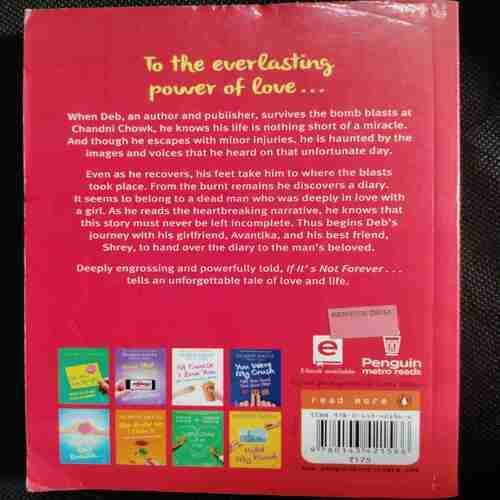 To the everlasting
power of love...
When Deb, an author and publisher, survives the bomb blasts at
Chandni Chowk, he knows his life is nothing short of a miracle.
And though he escapes with minor injuries, he is haunted by the
images and voices that he heard on that unfortunate day.
Even as he recovers, his feet take him to where the blasts
took place. From the burnt remains he discovers a diary.
It seems to belong to a dead man who was deeply in love with
a girl. As he reads the heartbreaking narrative, he knows that
this story must never be left incomplete. Thus begins Deb's
journey with his girlfriend, Avantika, and his best friend,
Shrey, to hand over the diary to the man's beloved.
Deeply engrossing and powerfully told, If It's Not Forever...
tells an unforgettable tale of love and life.
e
E-book available
Penguin
metro reads
You Were
My Crush
read more
₹175